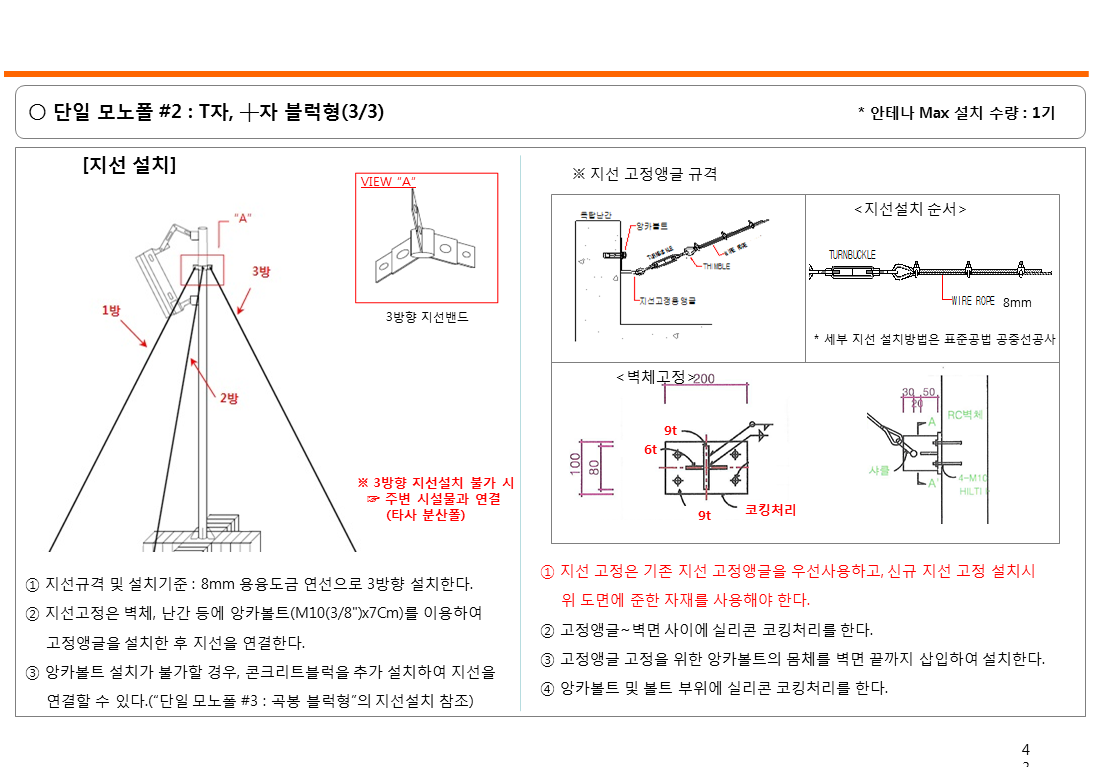 ○ 단일 모노폴 #2 : T자, ┼자 블럭형(3/3)
* 안테나 Max 설치 수량 : 1기
[지선 설치]
VIEW "A"
"A"
3방
1방
2방
3방향 지선밴드
※ 3방향 지선설치 불가 시
☞ 주변 시설물과 연결
(타사 분산폴)
① 지선규격 및 설치기준 : 8mm 용융도금 연선으로 3방향 설치한다.
② 지선고정은 벽체, 난간 등에 앙카볼트(M10(3/8")x7Cm)를 이용하여
고정앵글을 설치한 후 지선을 연결한다.
③ 앙카볼트 설치가 불가할 경우, 콘크리트블럭을 추가 설치하여 지선을
연결할 수 있다.("단일 모노폴 #3 : 곡봉 블럭형"의 지선설치 참조)
※ 지선 고정앵글 규격
옥탑난간
앙카볼트
TURNBUCKLE
WIRE ROPE
THIMBLE
지선고정용앵글
<지선설치 순서>
TURNBUCKLE
WIRE ROPE 8mm
* 세부 지선 설치방법은 표준공법 공중선공사
<벽체고정>
200
9t
6t
100
80
9t
코킹처리
30 50
20
A
RC벽체
샤클
A'
4-M10
HILTI
① 지선 고정은 기존 지선 고정앵글을 우선사용하고, 신규 지선 고정 설치시
위 도면에 준한 자재를 사용해야 한다.
② 고정앵글~벽면 사이에 실리콘 코킹처리를 한다.
③ 고정앵글 고정을 위한 앙카볼트의 몸체를 벽면 끝까지 삽입하여 설치한다.
④ 앙카볼트 및 볼트 부위에 실리콘 코킹처리를 한다.
4